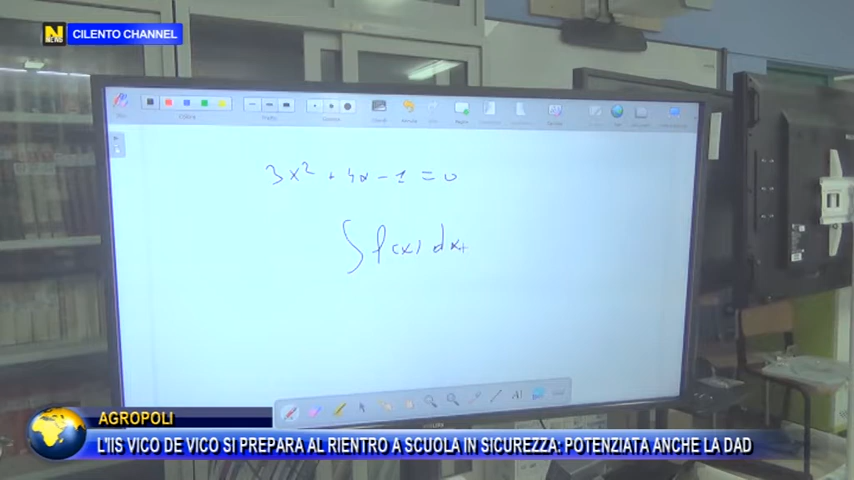 CILENTO CHANNEL
3x² + 4x - 1 = 0
∫ f(x) dx+
AGROPOLI
L'IIS VICO DE VICO SI PREPARA AL RIENTRO A SCUOLA IN SICUREZZA: POTENZIATA ANCHE LA DAD